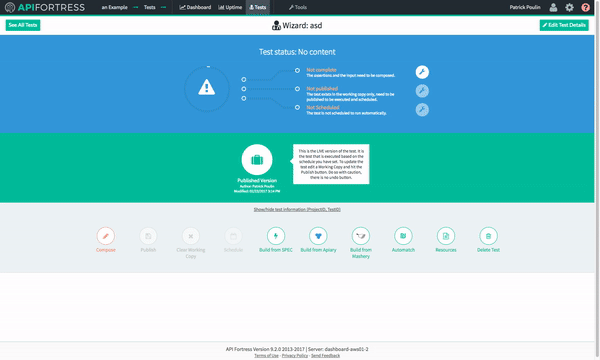 APIFORTRESS an Example → Tests → Dashboard Uptime Tests Tools Patrick Poulin
See All Tests Wizard: asd Edit Test Details
Test status: No content
Not complete
The assertions and the input need to be composed.
Not published
The test exists in the working copy only, need to be
published to be executed and scheduled.
Not Scheduled
The test is not scheduled to run automatically.
Published Version
Author: Patrick Poulin
This is the LIVE version of the test. It is
the test that is executed based on the
schedule you have set. To update the
test edit a Working Copy and hit the
Publish button. Do so with caution,
there is no undo button.
Show/hide test information (ProjectID, TestID)
Compose Publish Clear Working Copy Schedule Build from SPEC Build from Apiary Build from Mashery Automatch Resources Delete Test
API Fortress Version 9.2.0 2013-2017 | Server: dashboard-aws01-2
Terms of Use - Privacy Policy - Send Feedback